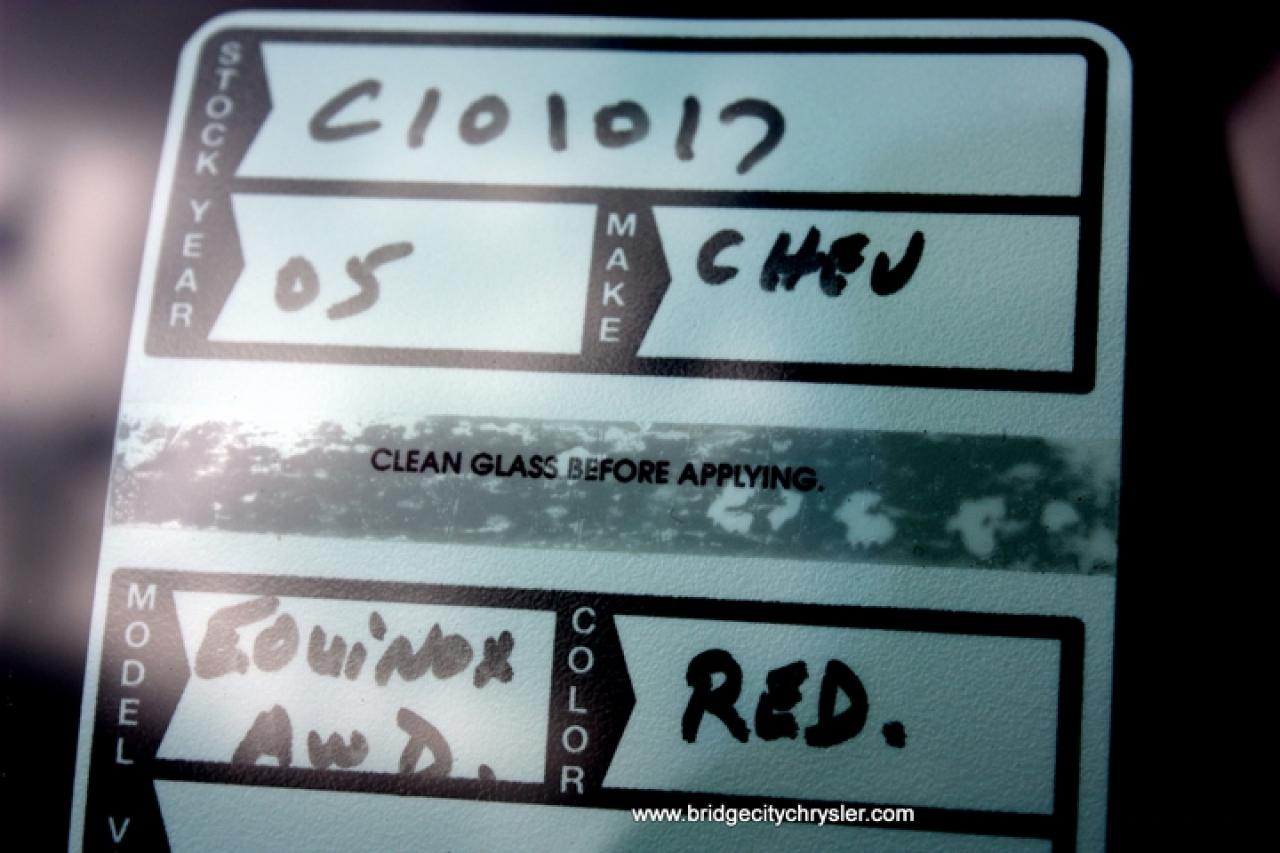 STOCK C101017
YEAR 05 MAKE CHEV
CLEAN GLASS BEFORE APPLYING.
MODEL EQUINOX COLOR RED.
AWD.
V
www.bridgecitychrysler.com